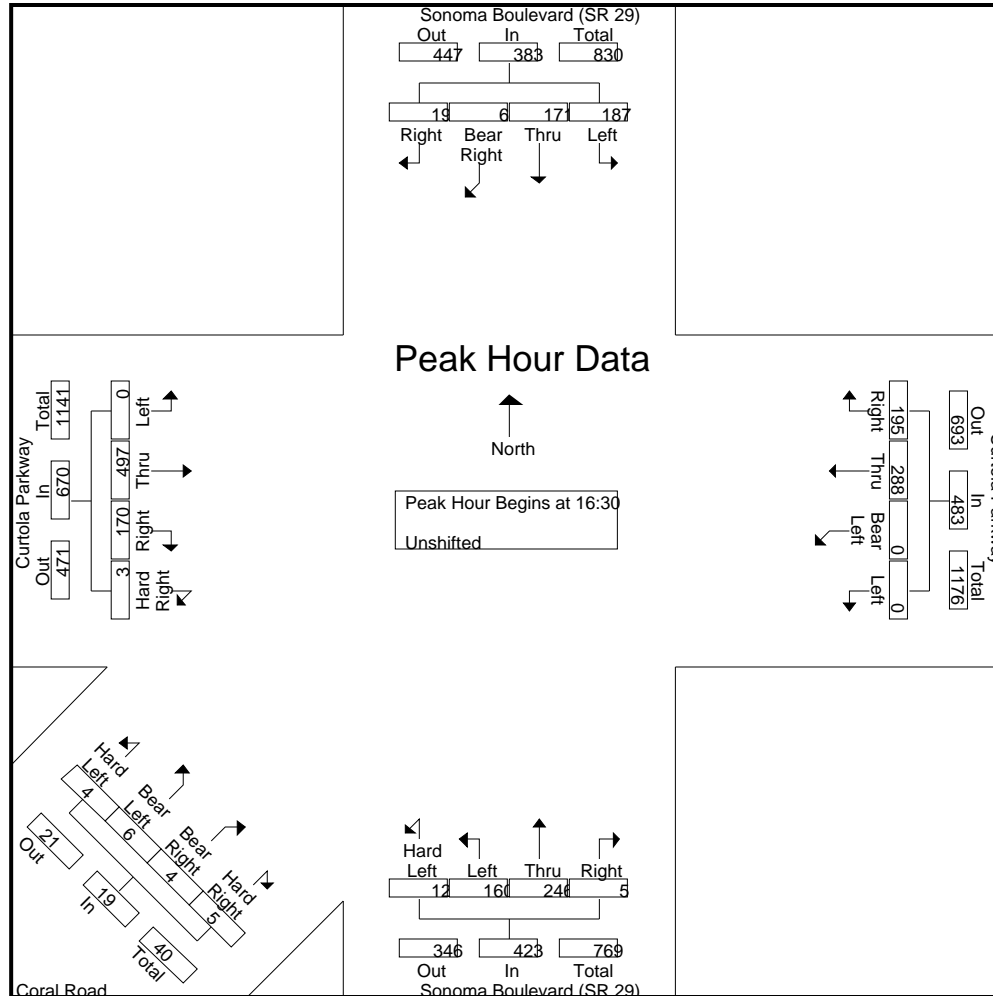 Sonoma Boulevard (SR 29)
Out In Total
447 383 830
19 6 171 187
Right Bear Right Thru Left
Peak Hour Data
North
Peak Hour Begins at 16:30
Unshifted
Curtola Parkway
Total In Out
1141 670 471
0 497 170 3
Left Thru Right Hard Right
Right Thru Bear Left Left
195 288 0 0
Out In Total
693 483 1176
Hard Left Bear Left Bear Right Hard Right
4 6 4 5
21 19 40
Out In Total
Coral Road
Hard Left Left Thru Right
12 160 246 5
346 423 769
Out In Total
Sonoma Boulevard (SR 29)